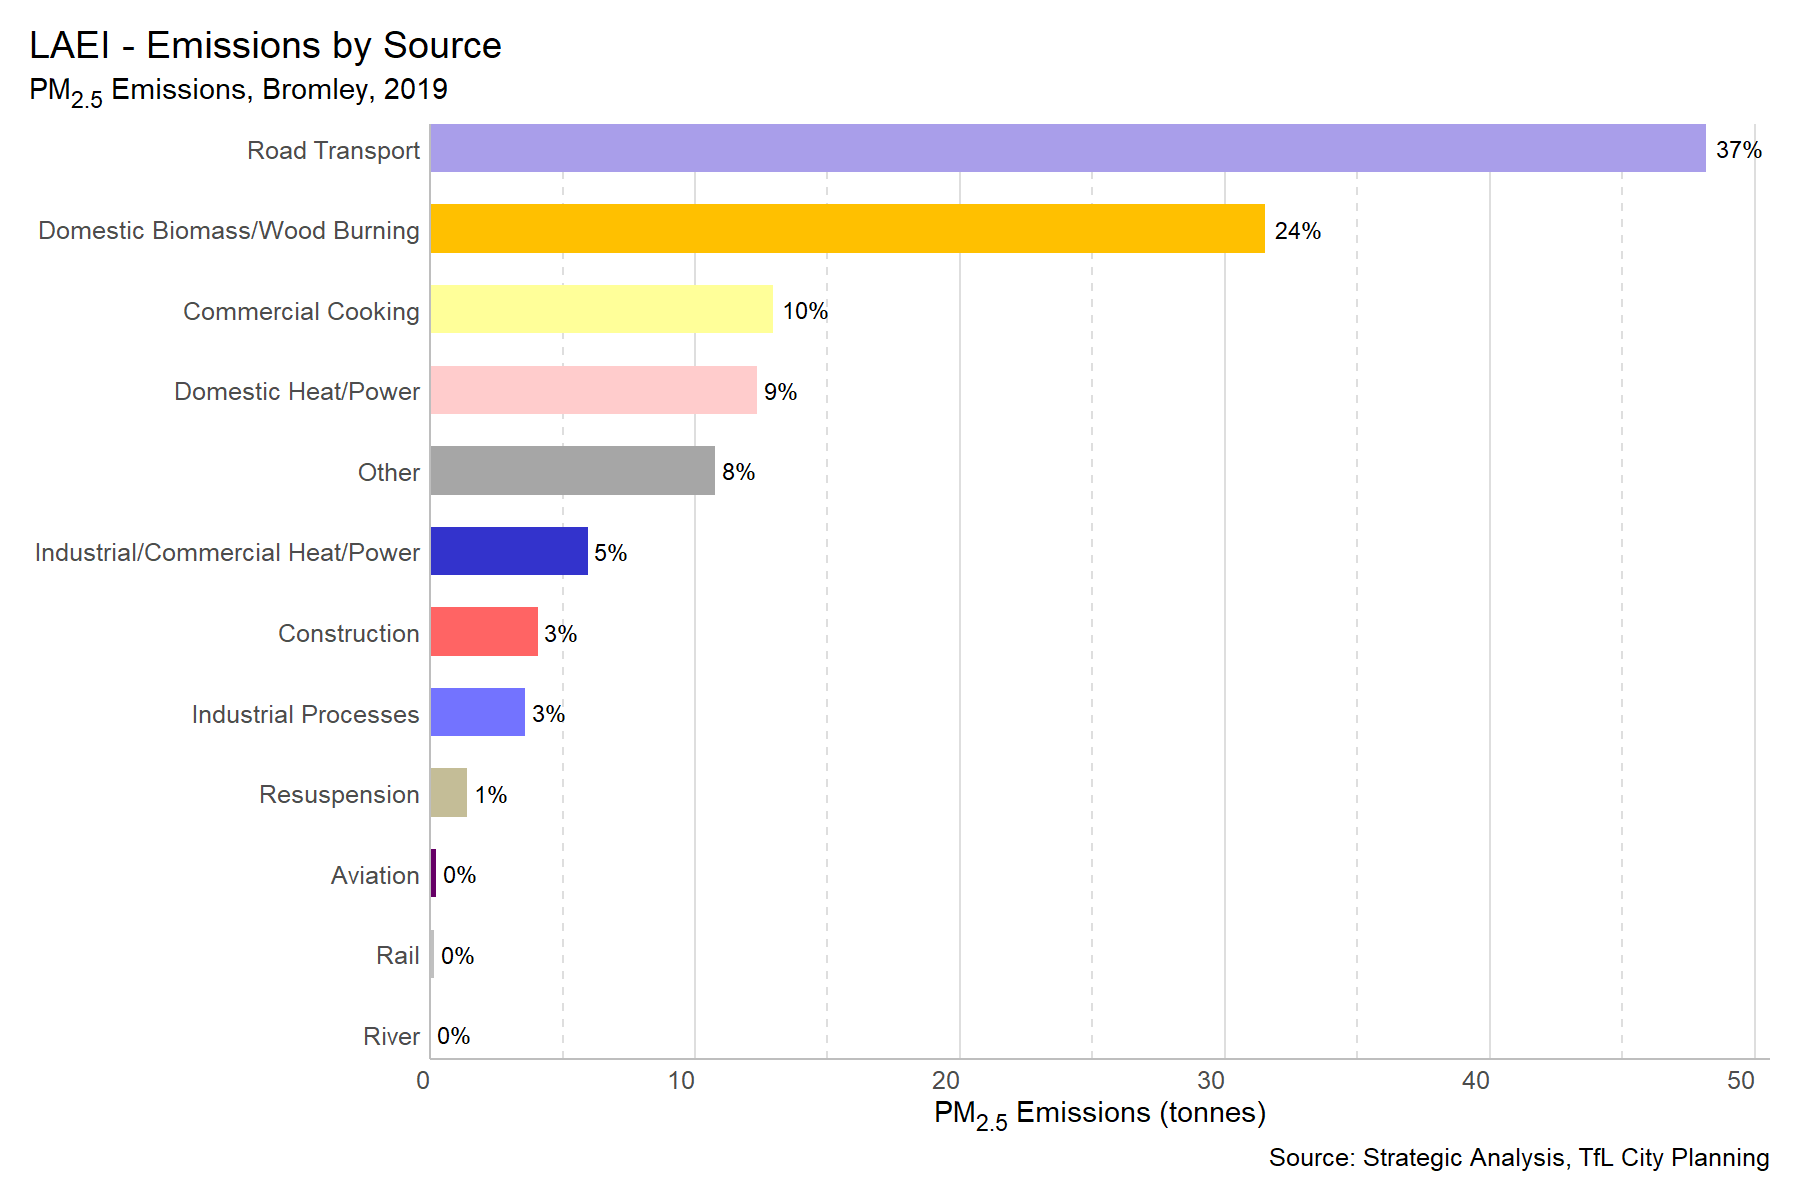 LAEI - Emissions by Source
PM2.5 Emissions, Bromley, 2019
Road Transport 37%
Domestic Biomass/Wood Burning 24%
Commercial Cooking 10%
Domestic Heat/Power 9%
Other 8%
Industrial/Commercial Heat/Power 5%
Construction 3%
Industrial Processes 3%
Resuspension 1%
Aviation 0%
Rail 0%
River 0%
0 10 20 30 40 50
PM2.5 Emissions (tonnes)
Source: Strategic Analysis, TfL City Planning